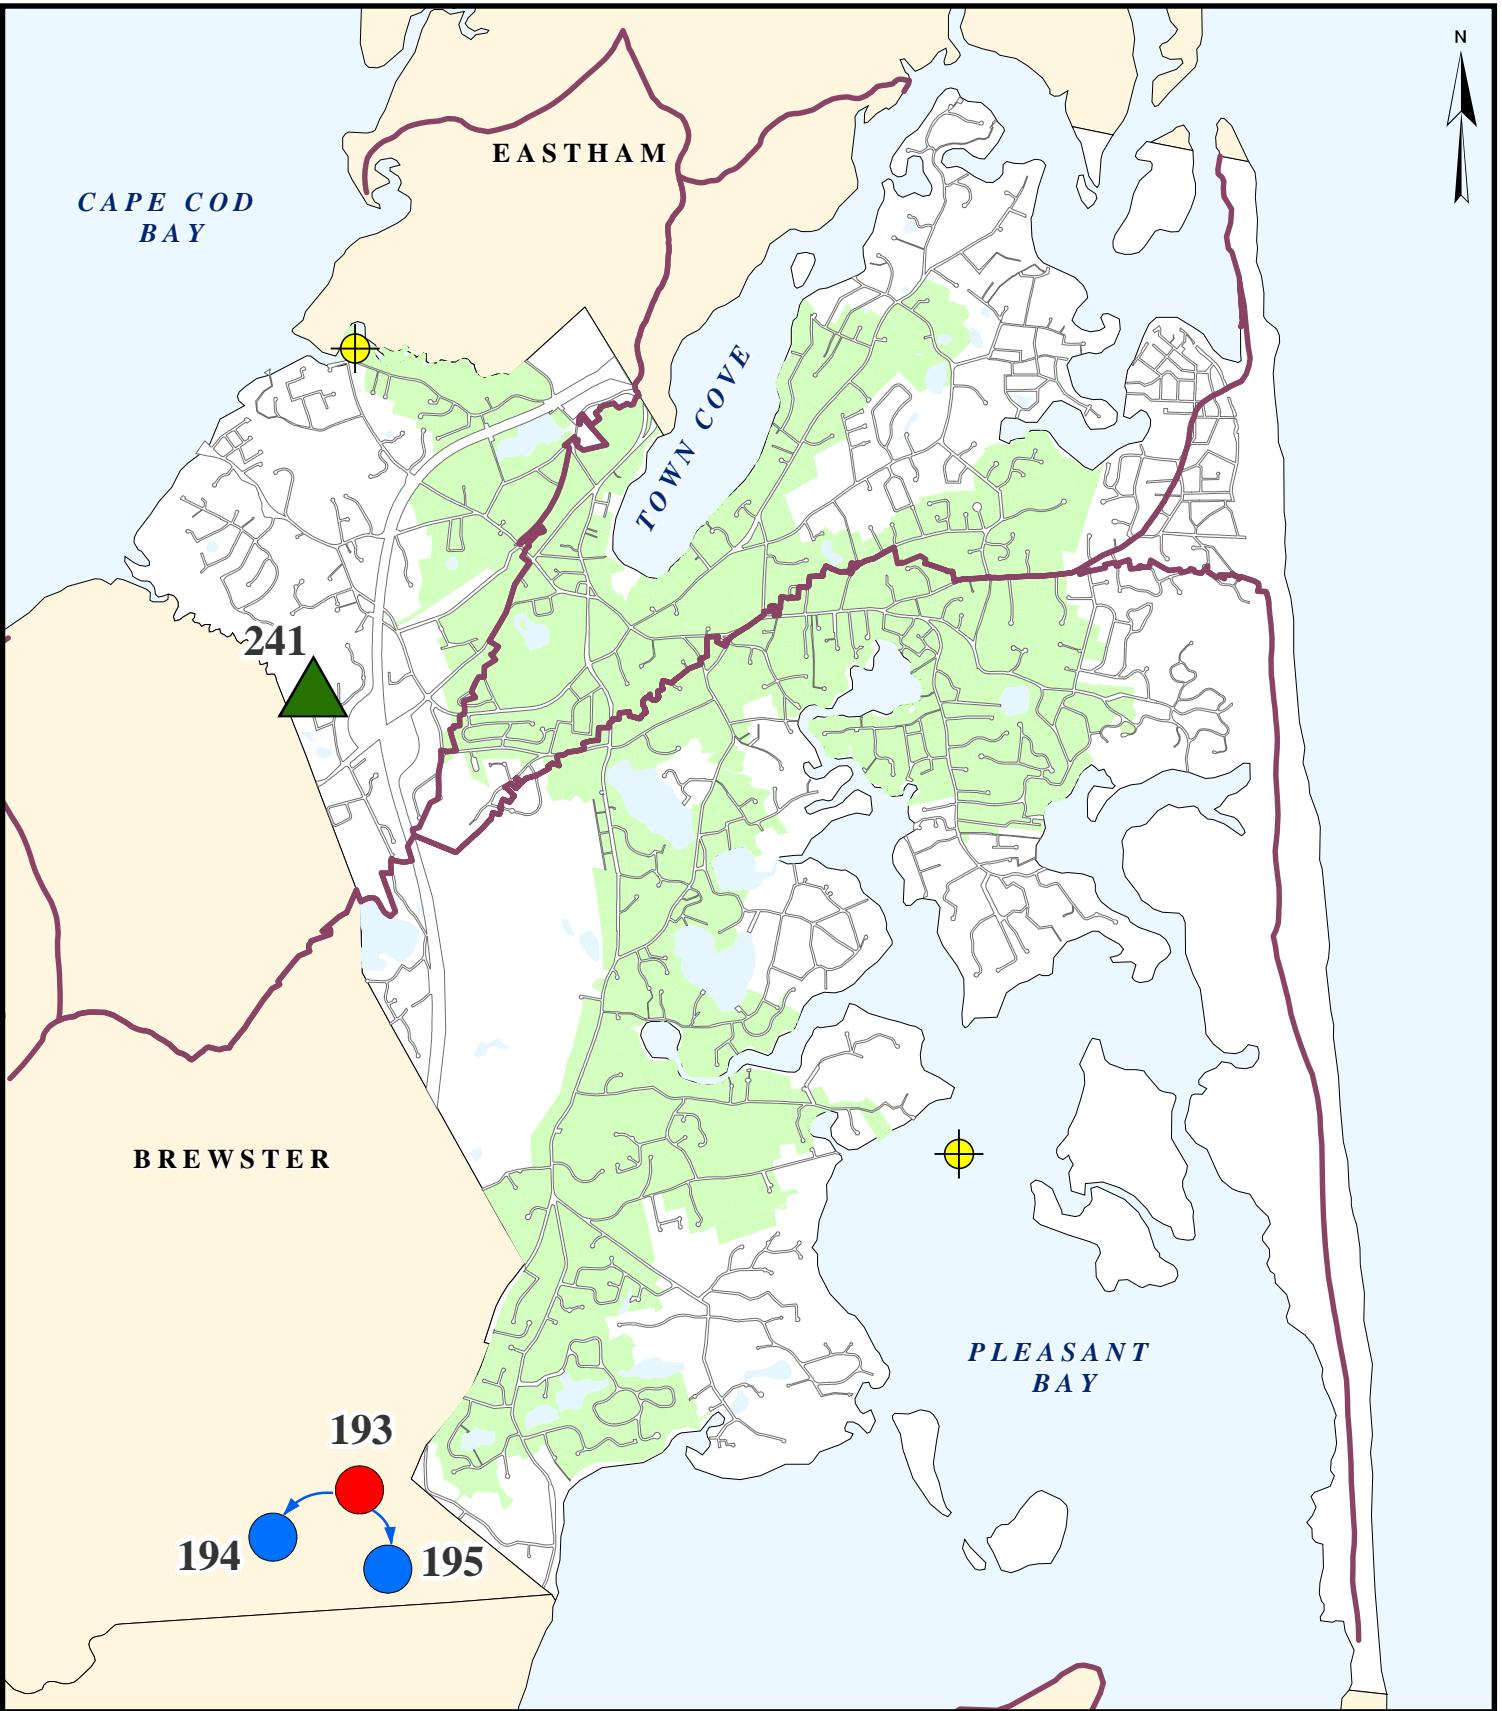 N
EASTHAM
CAPE COD
BAY
TOWN COVE
241
BREWSTER
PLEASANT
BAY
193
194
195